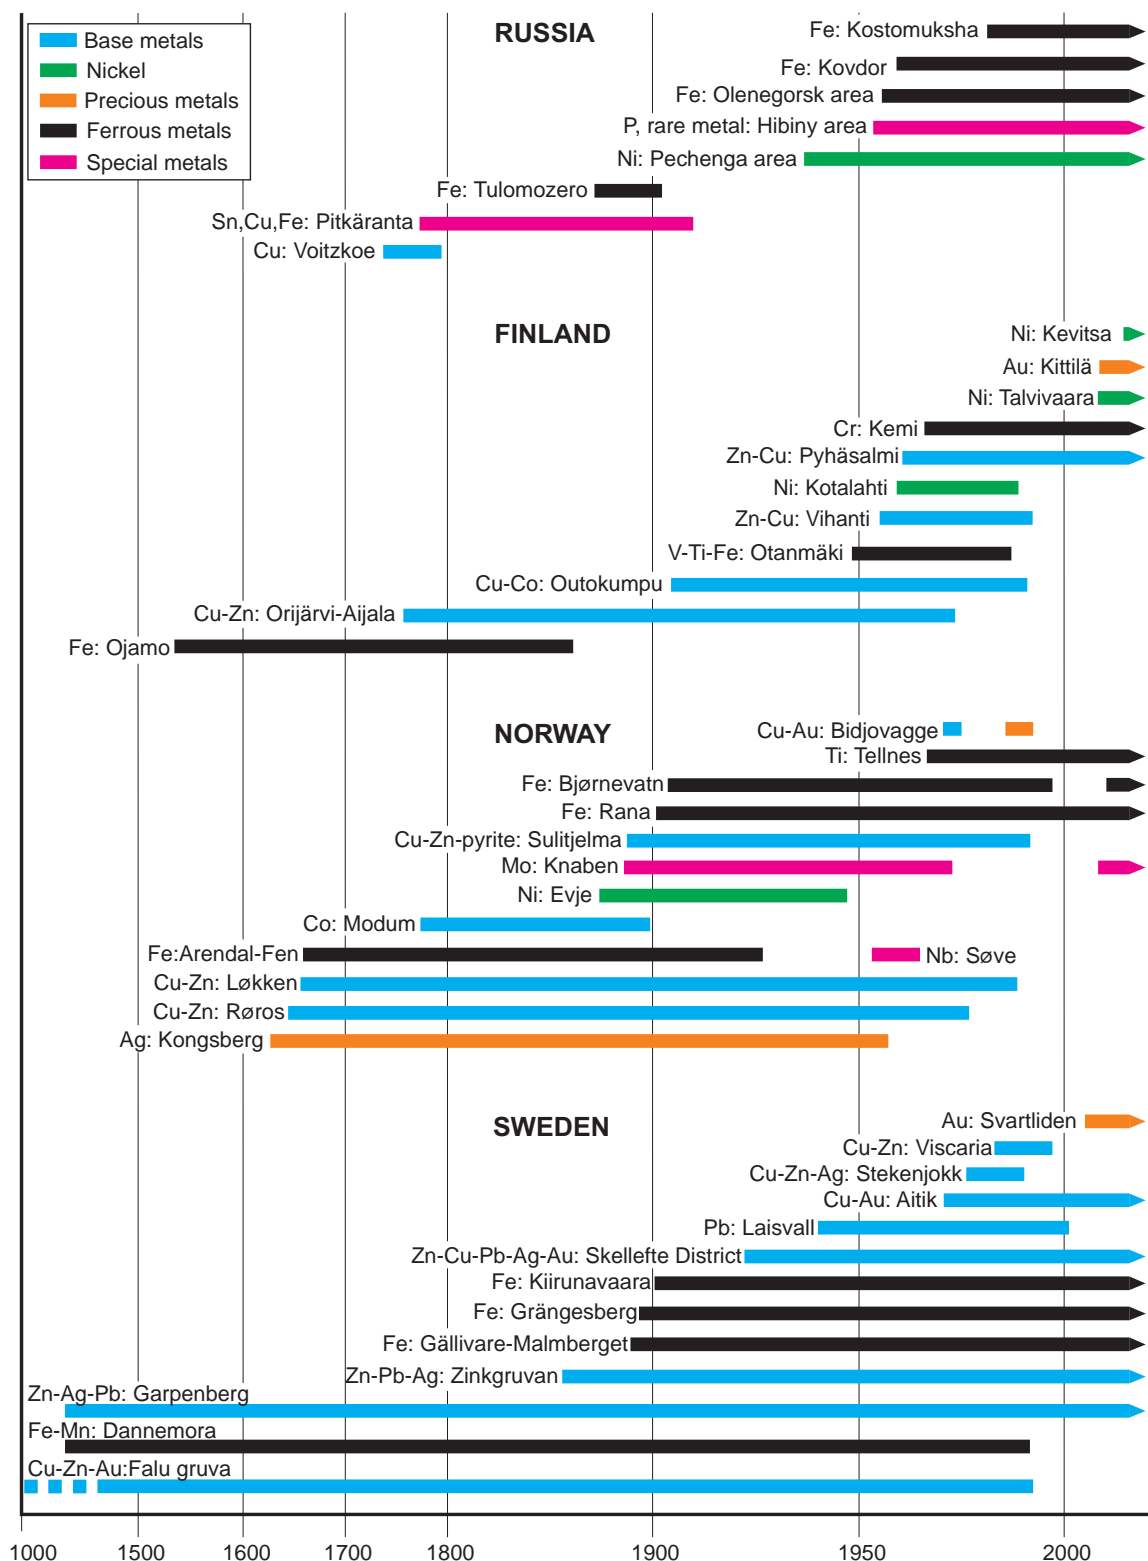 Base metals
Nickel
Precious metals
Ferrous metals
Special metals
RUSSIA
Fe: Kostomuksha
Fe: Kovdor
Fe: Olenegorsk area
P, rare metal: Hibiny area
Ni: Pechenga area
Fe: Tulomozero
Sn,Cu,Fe: Pitkäranta
Cu: Voitzkoe
FINLAND
Ni: Kevitsa
Au: Kittilä
Ni: Talvivaara
Cr: Kemi
Zn-Cu: Pyhäsalmi
Ni: Kotalahti
Zn-Cu: Vihanti
V-Ti-Fe: Otanmäki
Cu-Co: Outokumpu
Cu-Zn: Orijärvi-Aijala
Fe: Ojamo
NORWAY
Cu-Au: Bidjovagge
Ti: Tellnes
Fe: Bjørnevatn
Fe: Rana
Cu-Zn-pyrite: Sulitjelma
Mo: Knaben
Ni: Evje
Co: Modum
Fe:Arendal-Fen
Nb: Søve
Cu-Zn: Løkken
Cu-Zn: Røros
Ag: Kongsberg
SWEDEN
Au: Svartliden
Cu-Zn: Viscaria
Cu-Zn-Ag: Stekenjokk
Cu-Au: Aitik
Pb: Laisvall
Zn-Cu-Pb-Ag-Au: Skellefte District
Fe: Kiirunavaara
Fe: Grängesberg
Fe: Gällivare-Malmberget
Zn-Pb-Ag: Zinkgruvan
Zn-Ag-Pb: Garpenberg
Fe-Mn: Dannemora
Cu-Zn-Au:Falu gruva
1000 1500 1600 1700 1800 1900 1950 2000